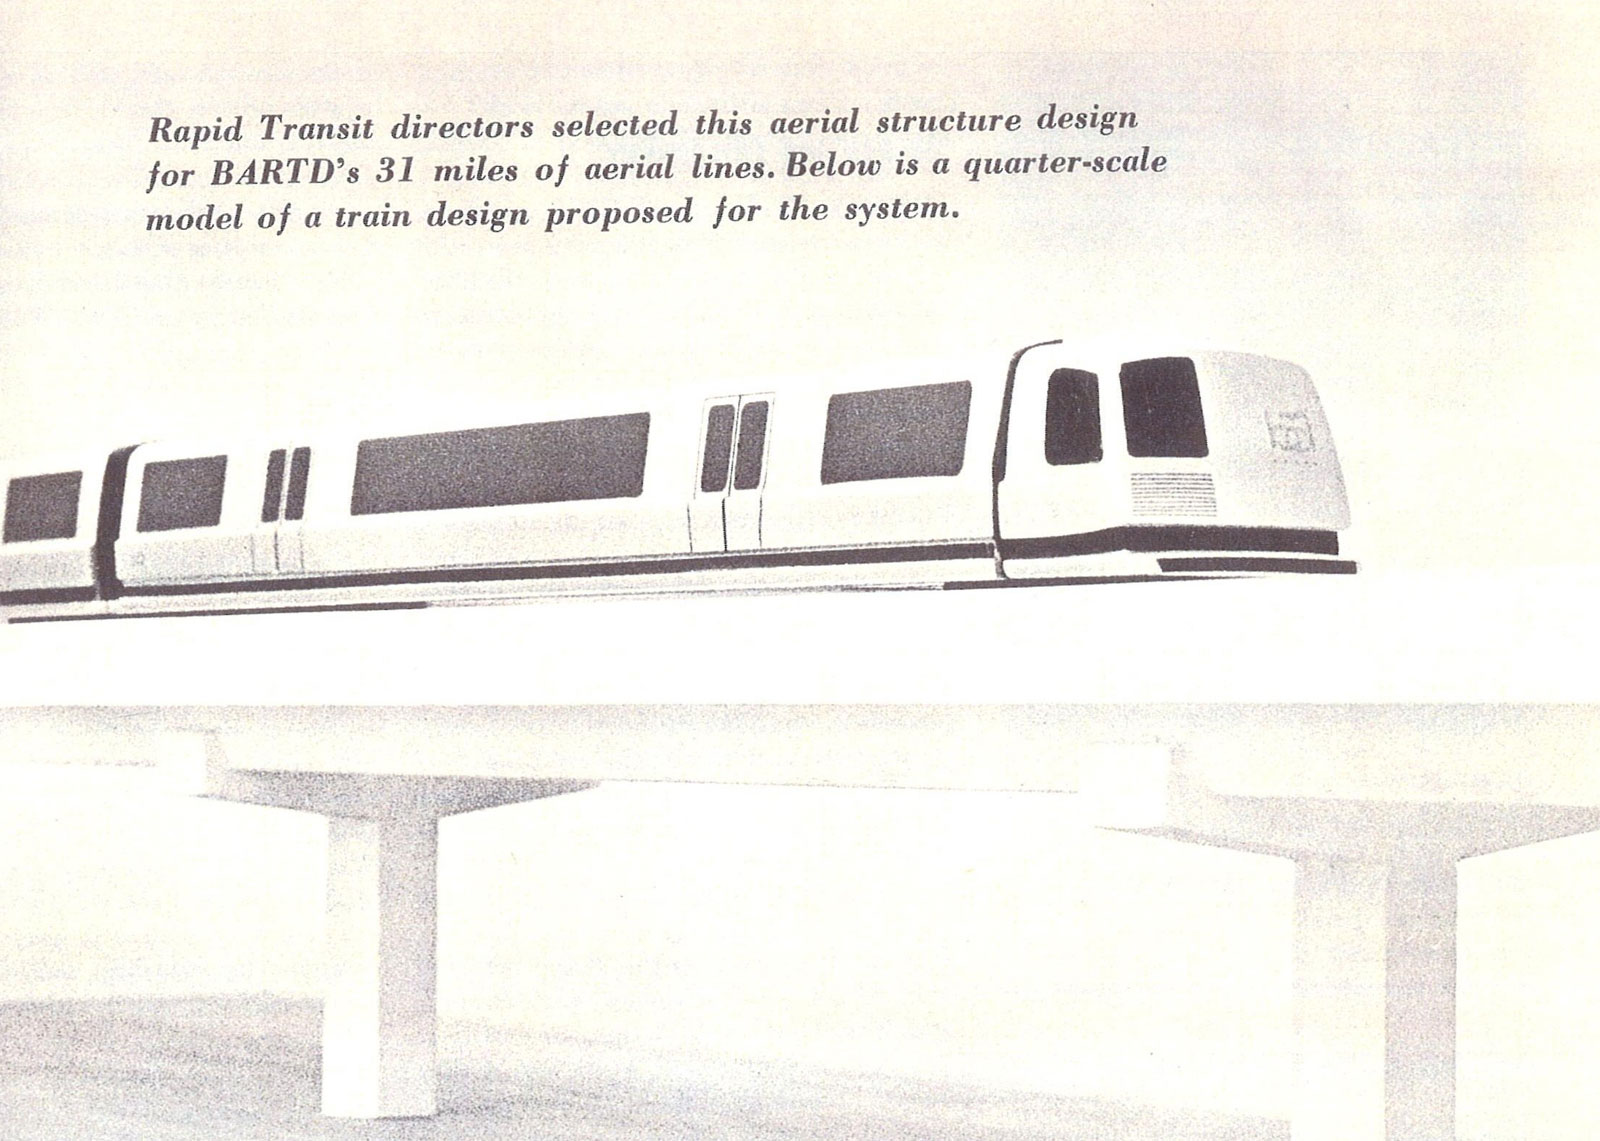 Rapid Transit directors selected this aerial structure design
for BARTD's 31 miles of aerial lines. Below is a quarter-scale
model of a train design proposed for the system.